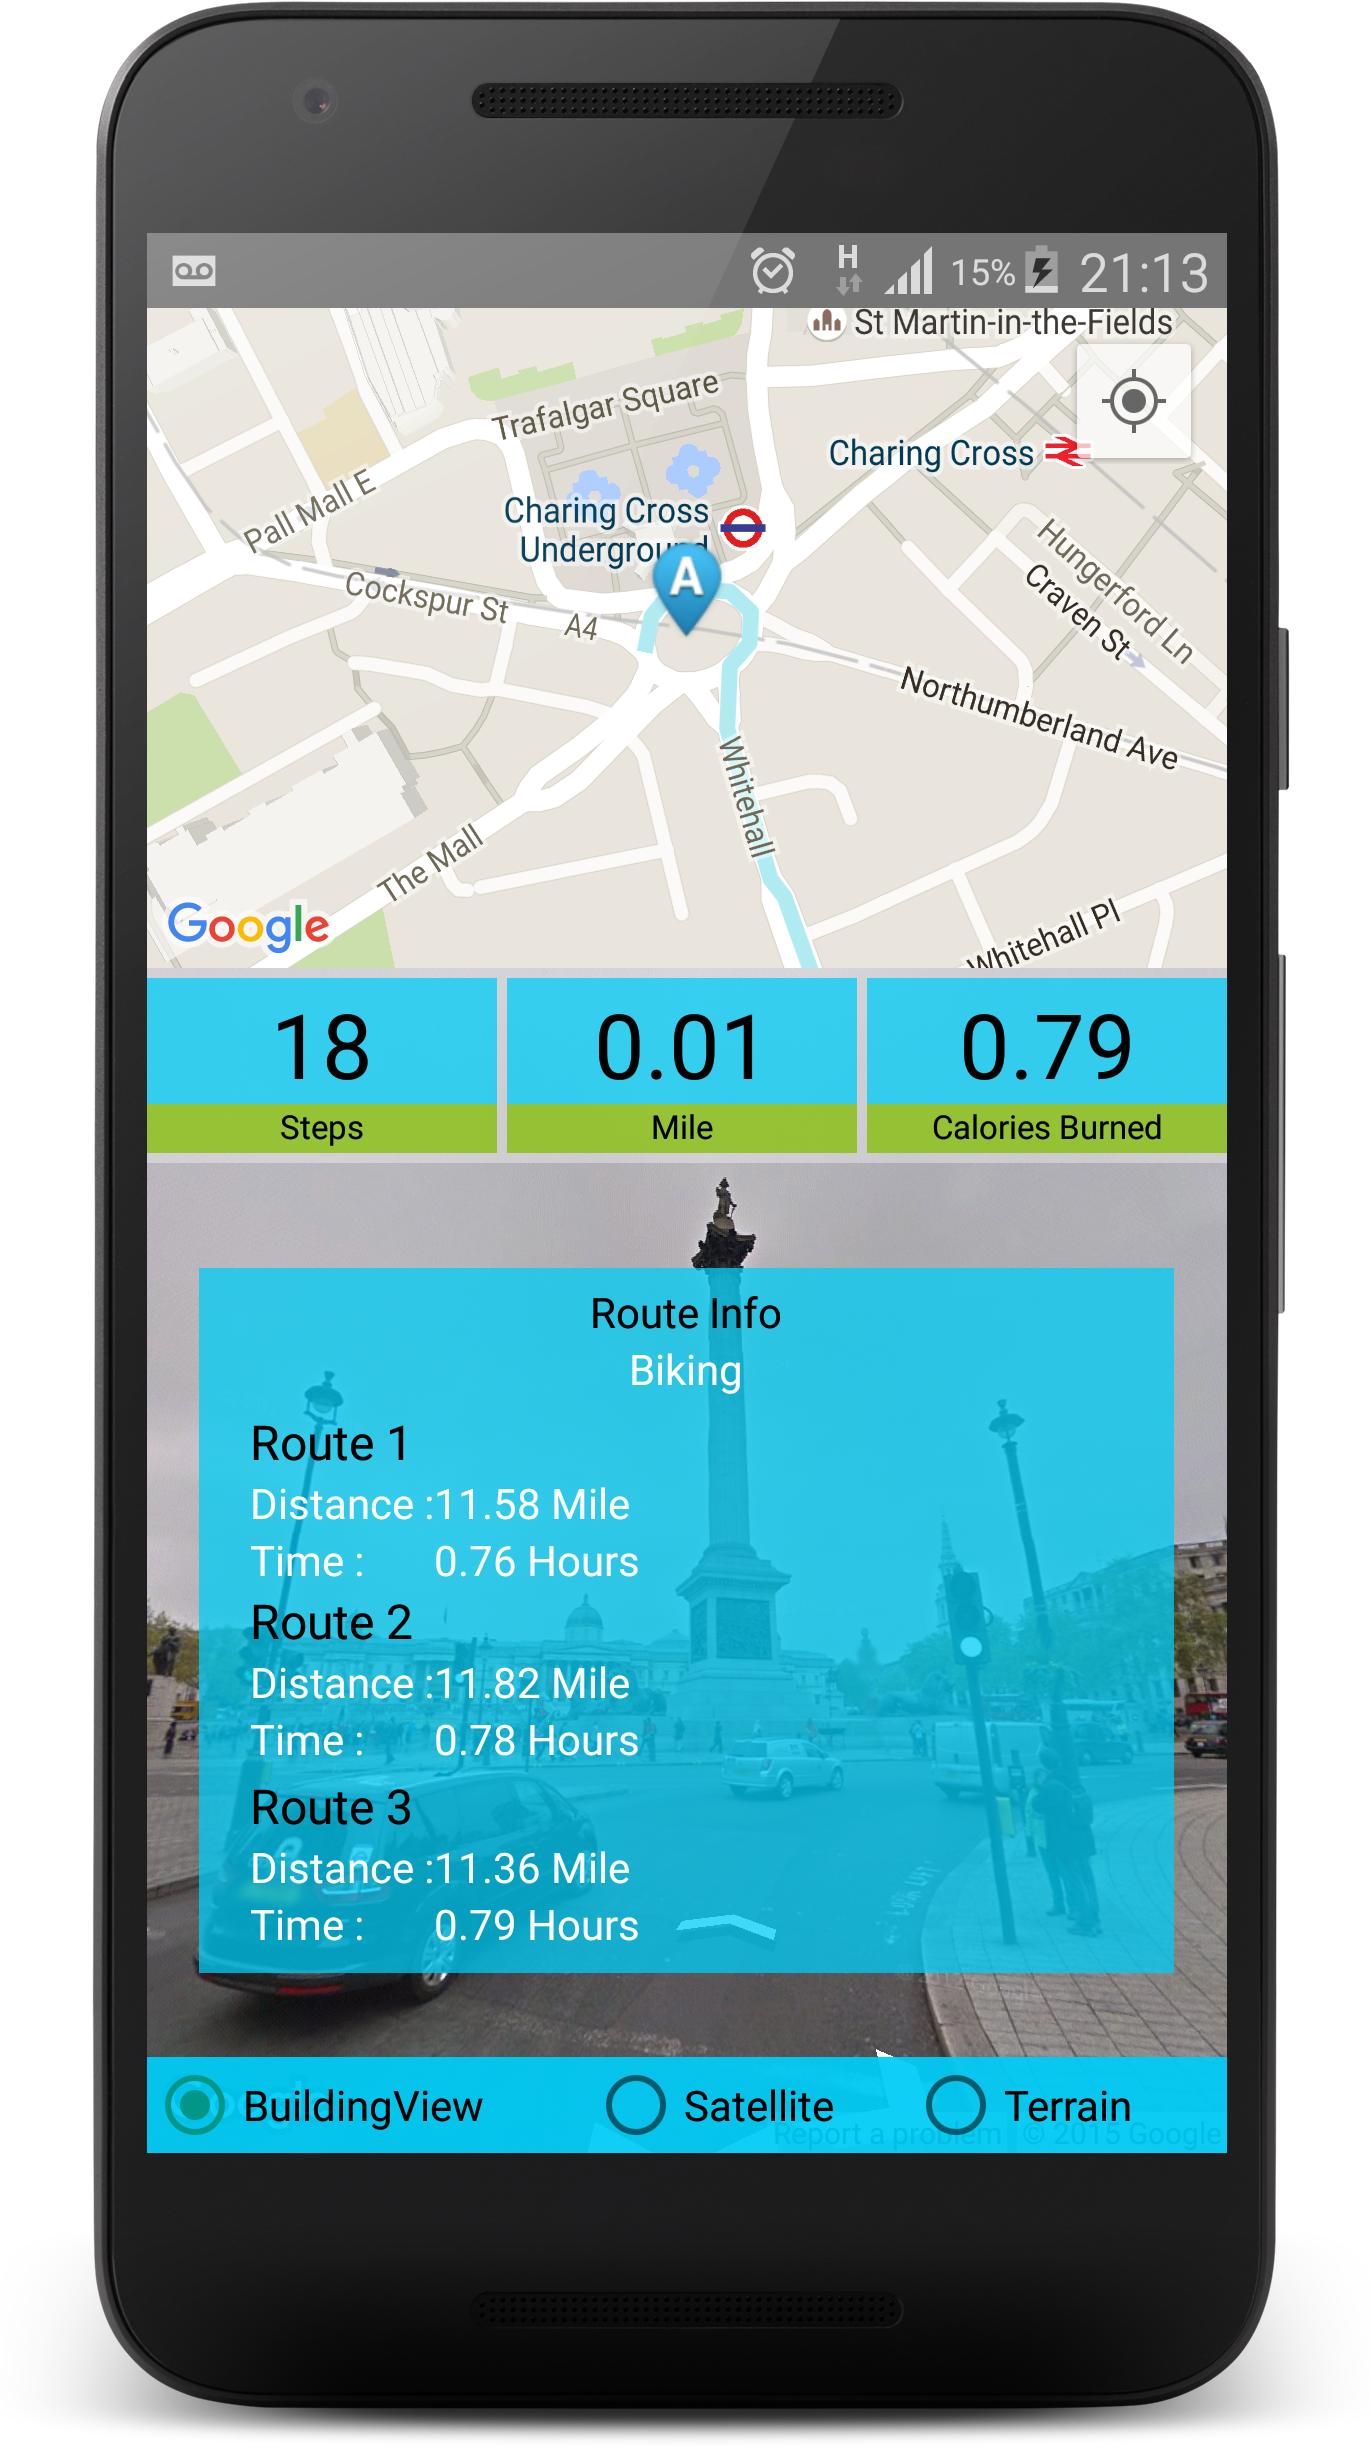 H
15%
21:13
St Martin-in-the-Fields
Trafalgar Square
Charing Cross
Pall Mall E
Charing Cross
Underground
A
Hungerford Ln
Craven St
Cockspur St
A4
Northumberland Ave
Whitehall
The Mall
Whitehall Pl
Google
18
0.01
0.79
Steps
Mile
Calories Burned
Route Info
Biking
Route 1
Distance :11.58 Mile
Time : 0.76 Hours
Route 2
Distance :11.82 Mile
Time : 0.78 Hours
Route 3
Distance :11.36 Mile
Time : 0.79 Hours
BuildingView
Satellite
Terrain
Report a problem
© 2015 Google